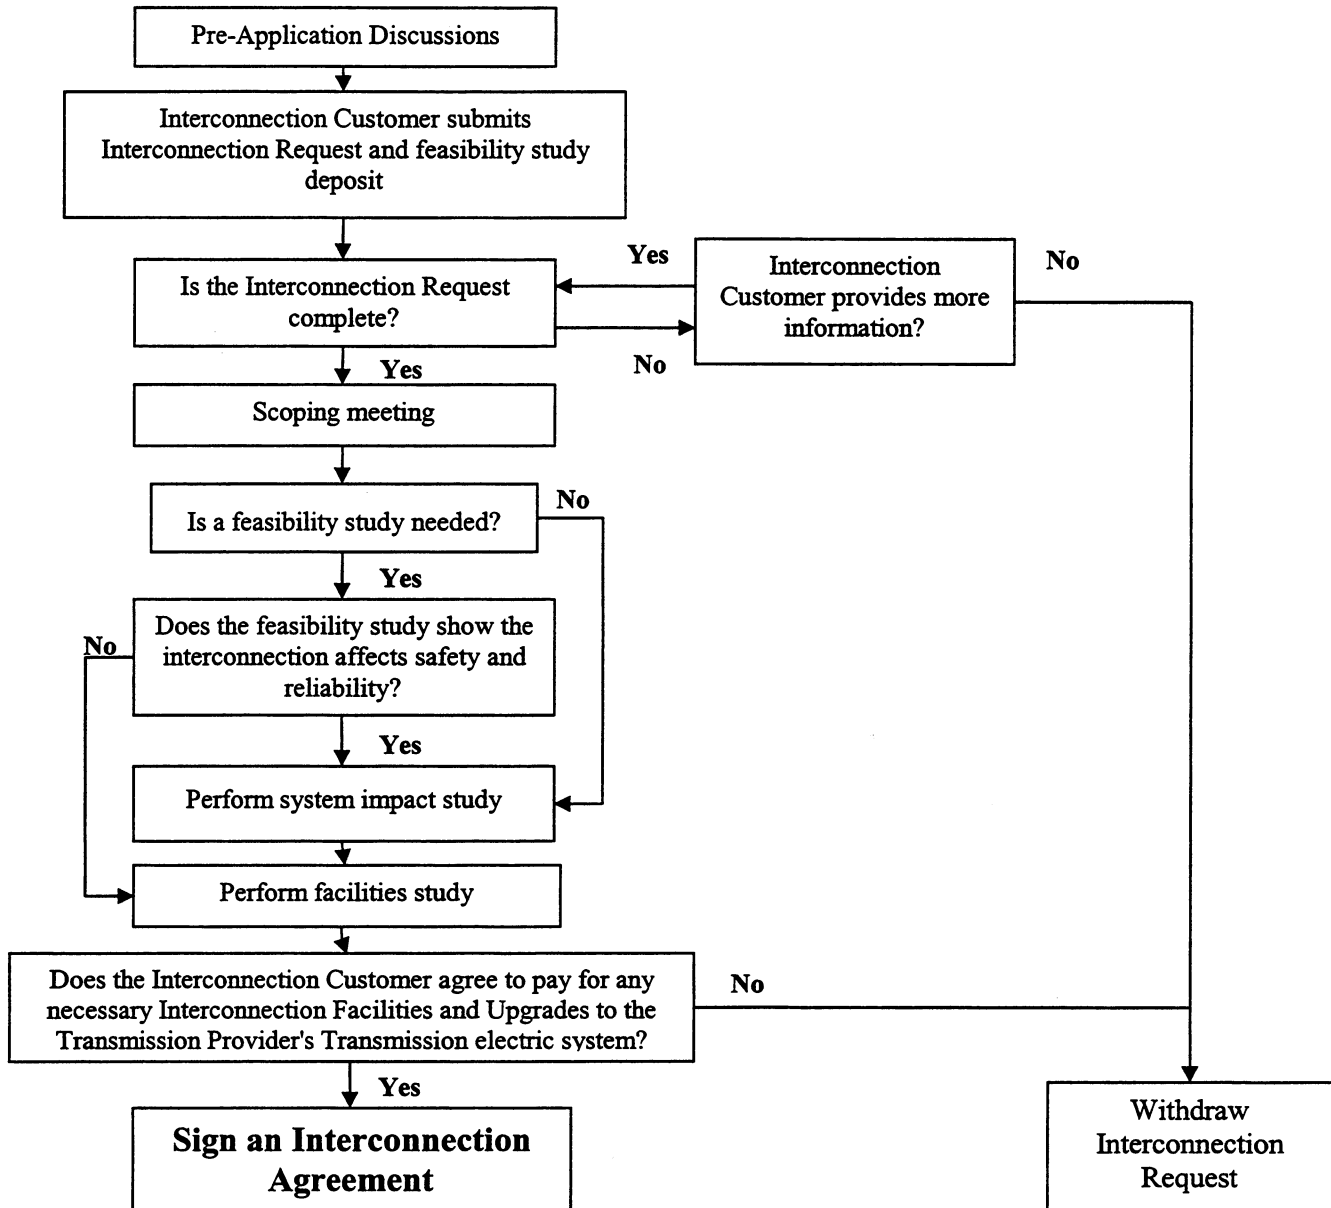 Pre-Application Discussions
Interconnection Customer submits
Interconnection Request and feasibility study
deposit
Yes
Interconnection
Customer provides more
information?
No
Is the Interconnection Request
complete?
No
Yes
Scoping meeting
No
Is a feasibility study needed?
Yes
Does the feasibility study show the
interconnection affects safety and
reliability?
No
Yes
Perform system impact study
Perform facilities study
Does the Interconnection Customer agree to pay for any
necessary Interconnection Facilities and Upgrades to the
Transmission Provider's Transmission electric system?
No
Yes
Sign an Interconnection
Agreement
Withdraw
Interconnection
Request